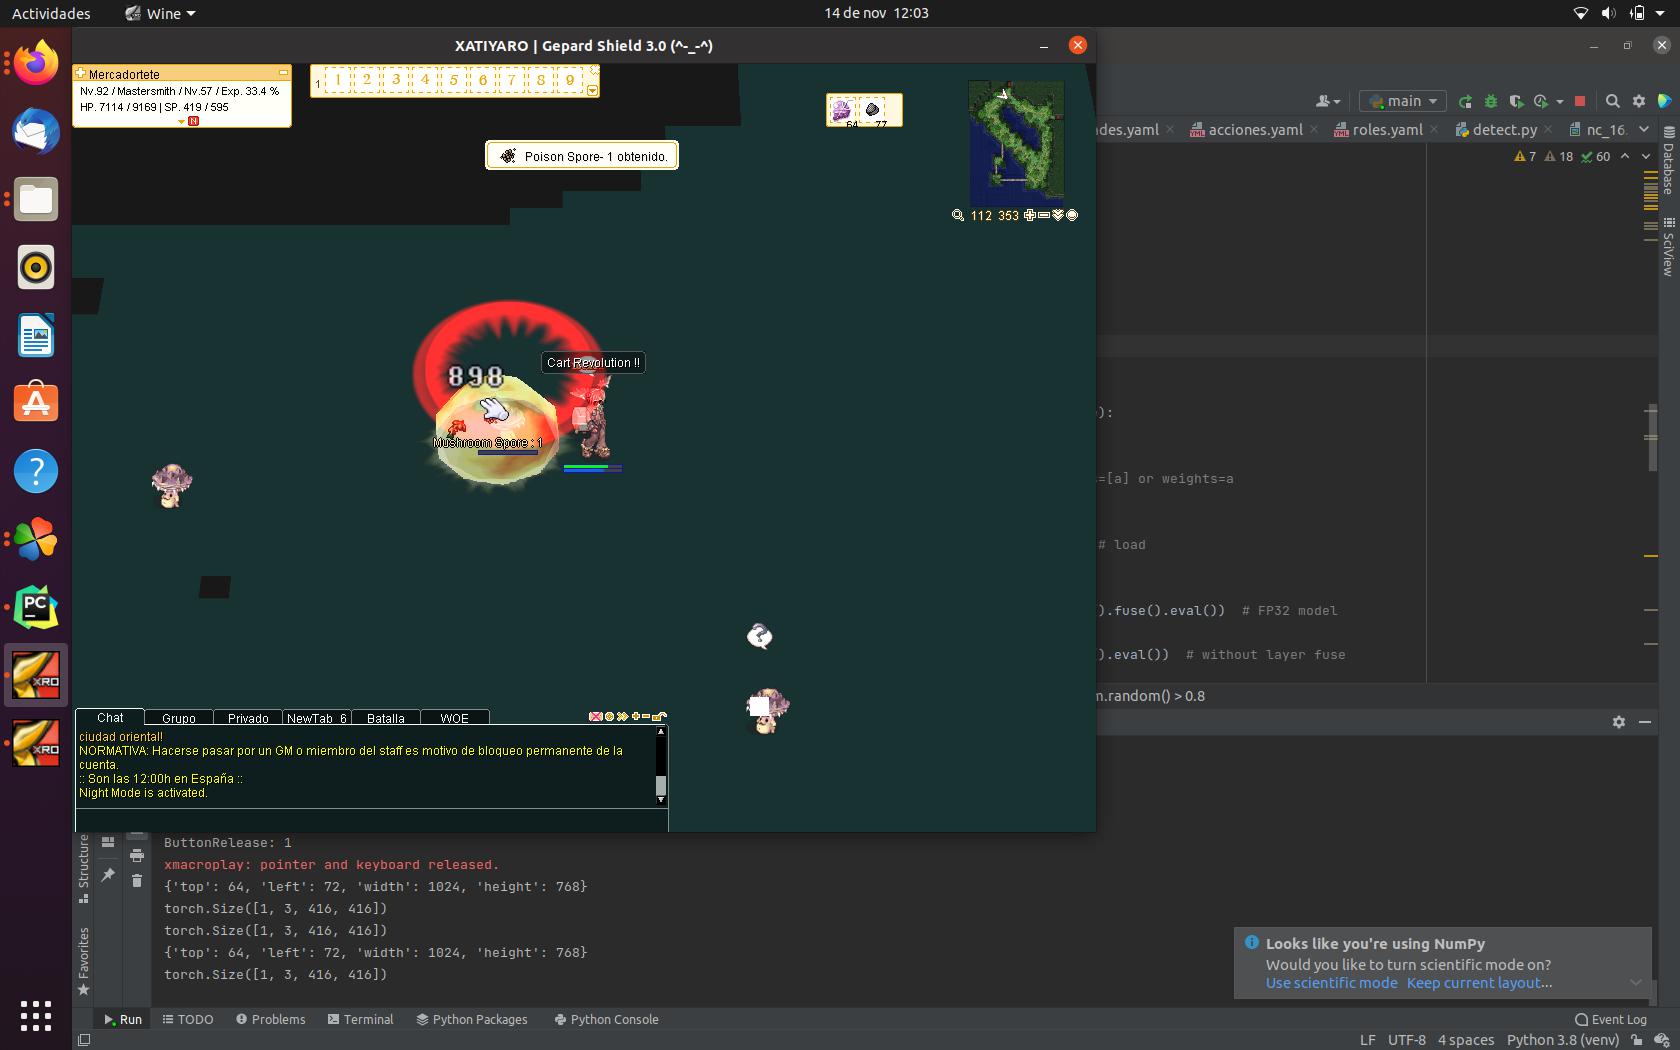 Actividades
Wine
14 de nov 12:03
XATIYARO | Gepard Shield 3.0 (^-_-^)
Mercadortete
Nv.92 / Mastersmith / Nv.57 / Exp. 33.4 %
HP. 7114 / 9169 | SP. 419 / 595
N
1 1 2 3 4 5 6 7 8 9
64 77
Poison Spore- 1 obtenido.
112 353
Cart Revolution !!
898
Mushroom Spore : 1
?
Chat Grupo Privado NewTab_6 Batalla WOE
ciudad oriental!
NORMATIVA: Hacerse pasar por un GM o miembro del staff es motivo de bloqueo permanente de la
cuenta.
:: Son las 12:00h en España ::
Night Mode is activated.
main
des.yaml
acciones.yaml
roles.yaml
detect.py
nc_16.
7 18 60
Database
SciView
):
=[a] or weights=a
# load
).fuse().eval()) # FP32 model
).eval()) # without layer fuse
m.random() > 0.8
PC
XRO
XRO
Structure
Favorites
ButtonRelease: 1
xmacroplay: pointer and keyboard released.
{'top': 64, 'left': 72, 'width': 1024, 'height': 768}
torch.Size([1, 3, 416, 416])
torch.Size([1, 3, 416, 416])
{'top': 64, 'left': 72, 'width': 1024, 'height': 768}
torch.Size([1, 3, 416, 416])
Looks like you're using NumPy
Would you like to turn scientific mode on?
Use scientific mode Keep current layout...
Run TODO Problems Terminal Python Packages Python Console
Event Log
LF UTF-8 4 spaces Python 3.8 (venv)